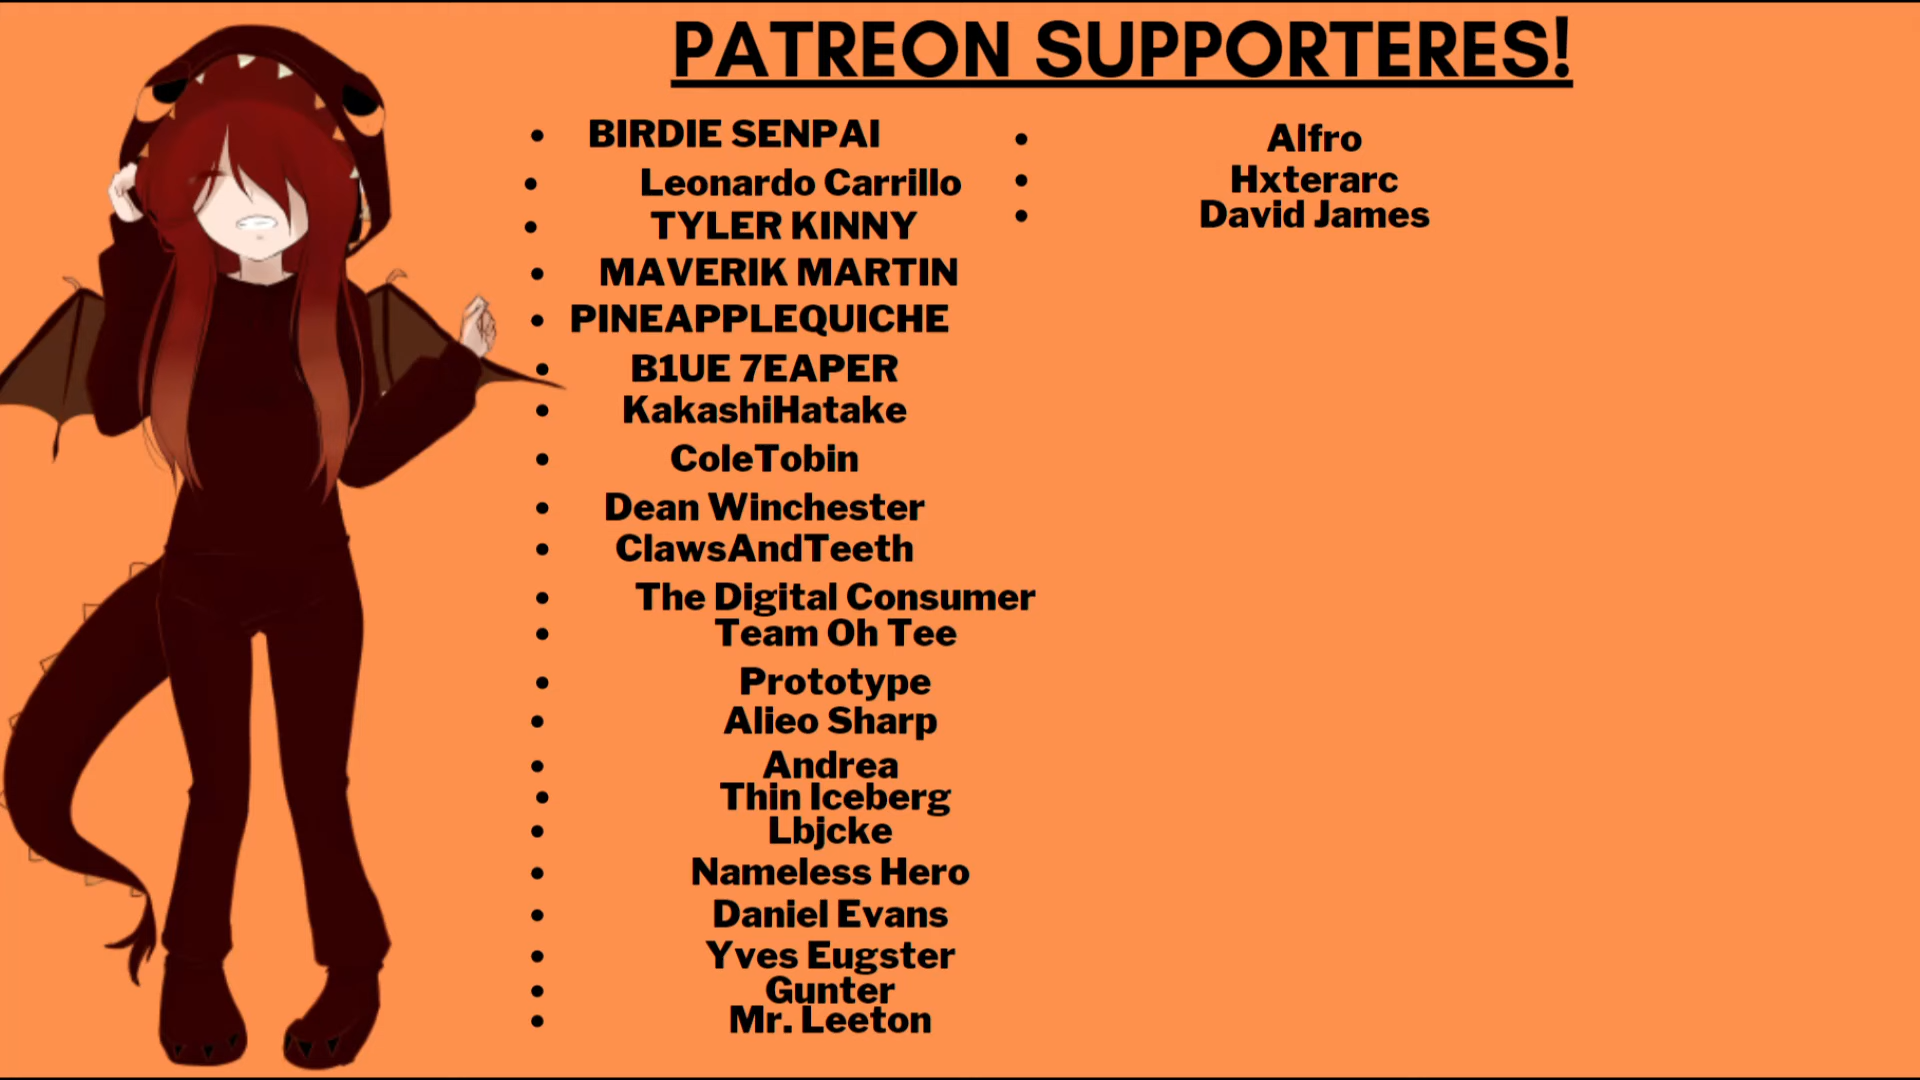 PATREON SUPPORTERES!
• BIRDIE SENPAI
• Leonardo Carrillo
• TYLER KINNY
• MAVERIK MARTIN
• PINEAPPLEQUICHE
• B1UE 7EAPER
• KakashiHatake
• ColeTobin
• Dean Winchester
• ClawsAndTeeth
• The Digital Consumer
• Team Oh Tee
• Prototype
• Alieo Sharp
• Andrea
• Thin Iceberg
• Lbjcke
• Nameless Hero
• Daniel Evans
• Yves Eugster
• Gunter
• Mr. Leeton
• Alfro
• Hxterarc
• David James